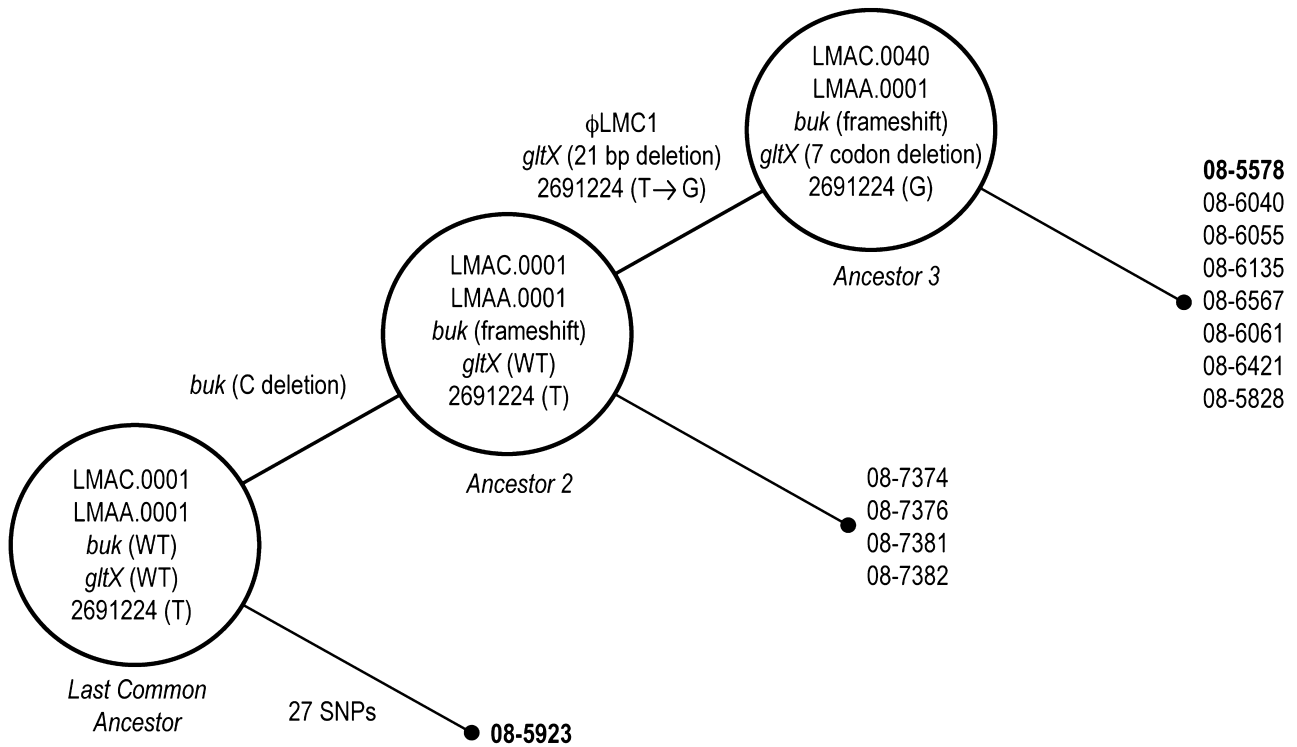 LMAC.0040
LMAA.0001
buk (frameshift)
gltX (7 codon deletion)
2691224 (G)
Ancestor 3
ϕLMC1
gltX (21 bp deletion)
2691224 (T→G)
08-5578
08-6040
08-6055
08-6135
08-6567
08-6061
08-6421
08-5828
LMAC.0001
LMAA.0001
buk (frameshift)
gltX (WT)
2691224 (T)
Ancestor 2
buk (C deletion)
08-7374
08-7376
08-7381
08-7382
LMAC.0001
LMAA.0001
buk (WT)
gltX (WT)
2691224 (T)
Last Common
Ancestor
27 SNPs
08-5923